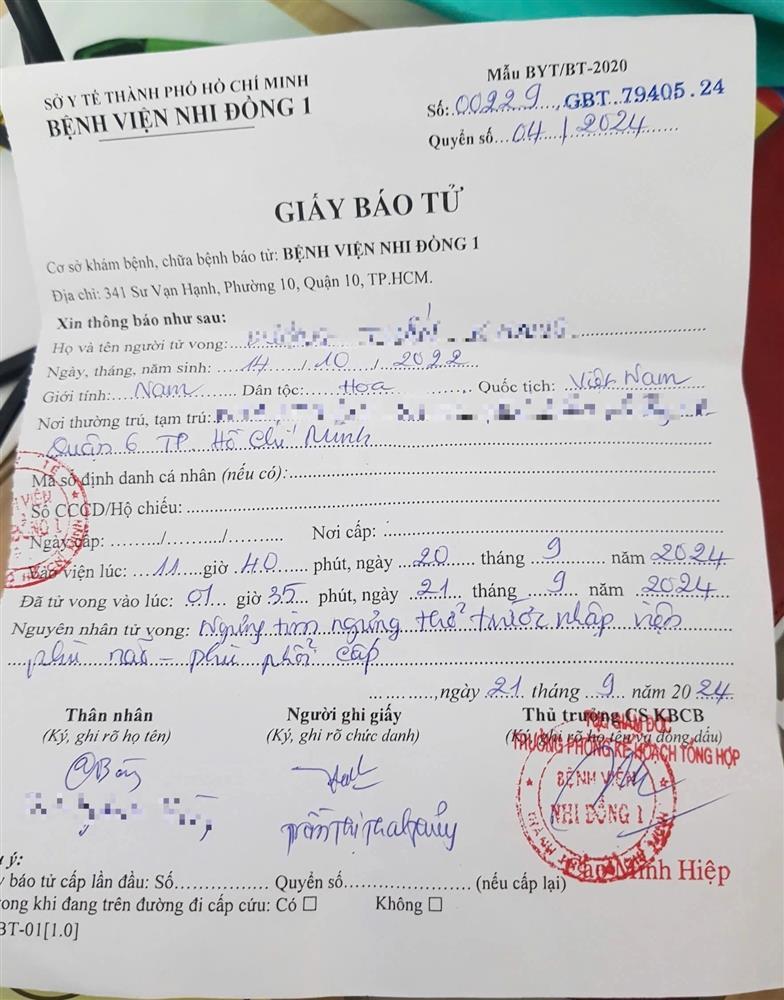 SỞ Y TẾ THÀNH PHỐ HỒ CHÍ MINH
BỆNH VIỆN NHI ĐỒNG 1
Mẫu BYT/BT-2020
Số: 00229, GBT 79405.24
Quyển số...04/2024
GIẤY BÁO TỬ
Cơ sở khám bệnh, chữa bệnh báo tử: BỆNH VIỆN NHI ĐỒNG 1
Địa chỉ: 341 Sư Vạn Hạnh, Phường 10, Quận 10, TP.HCM.
Xin thông báo như sau:
Họ và tên người tử vong:
Ngày, tháng, năm sinh: 14/10/2022
Giới tính: Nam Dân tộc: Hoa Quốc tịch: Việt Nam
Nơi thường trú, tạm trú:
Quận 6 TP. Hồ Chí Minh
Mã số định danh cá nhân (nếu có):
Số CCCD/Hộ chiếu:
Ngày cấp: ......../......../......... Nơi cấp:
Vào viện lúc: 11 giờ 40 phút, ngày 20 tháng 9 năm 2024
Đã tử vong vào lúc: 01 giờ 35 phút, ngày 21 tháng 9 năm 2024
Nguyên nhân tử vong: Ngưng tim ngưng thở trước nhập viện
phù não - phù phổi cấp
........,ngày 21 tháng 9 năm 2024
Thân nhân
(Ký, ghi rõ họ tên)
Người ghi giấy
(Ký, ghi rõ chức danh)
Trần Thị Thanh Thủy
Thủ trưởng CS KBCB
(Ký, ghi rõ họ tên và đóng dấu)
TRƯỞNG PHÒNG KẾ HOẠCH TỔNG HỢP
BỆNH VIỆN
NHI ĐỒNG 1
Cao Minh Hiệp
ý:
báo tử cấp lần đầu: Số................ Quyển số..................... (nếu cấp lại)
ong khi đang trên đường đi cấp cứu: Có ☐ Không ☐
BT-01[1.0]